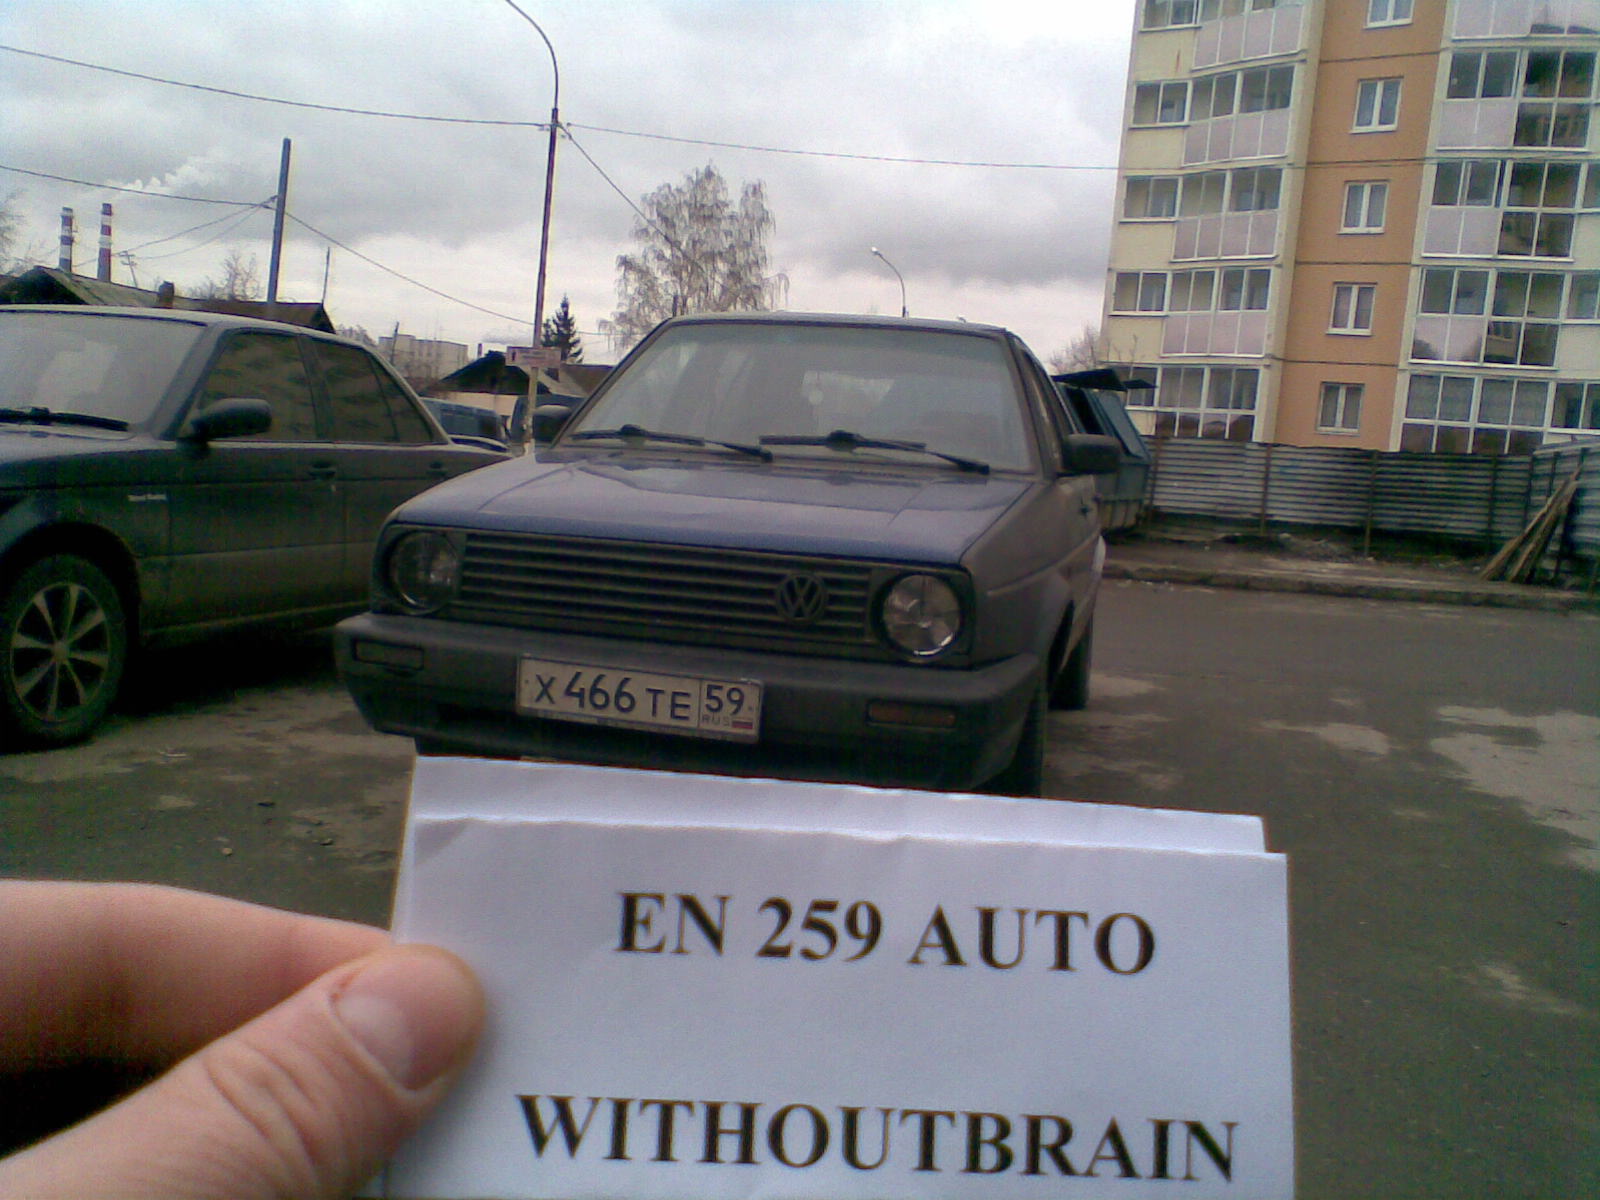 Х 466 ТЕ 59
RUS
EN 259 AUTO
WITHOUTBRAIN